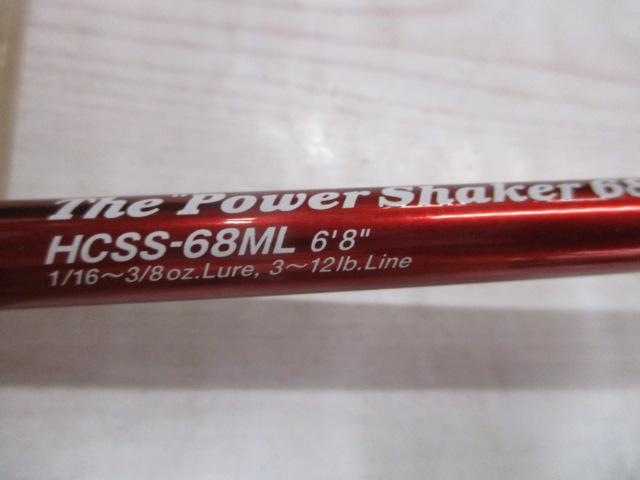 The "Power Shaker 68
HCSS-68ML 6'8"
1/16～3/8oz.Lure, 3～12lb.Line